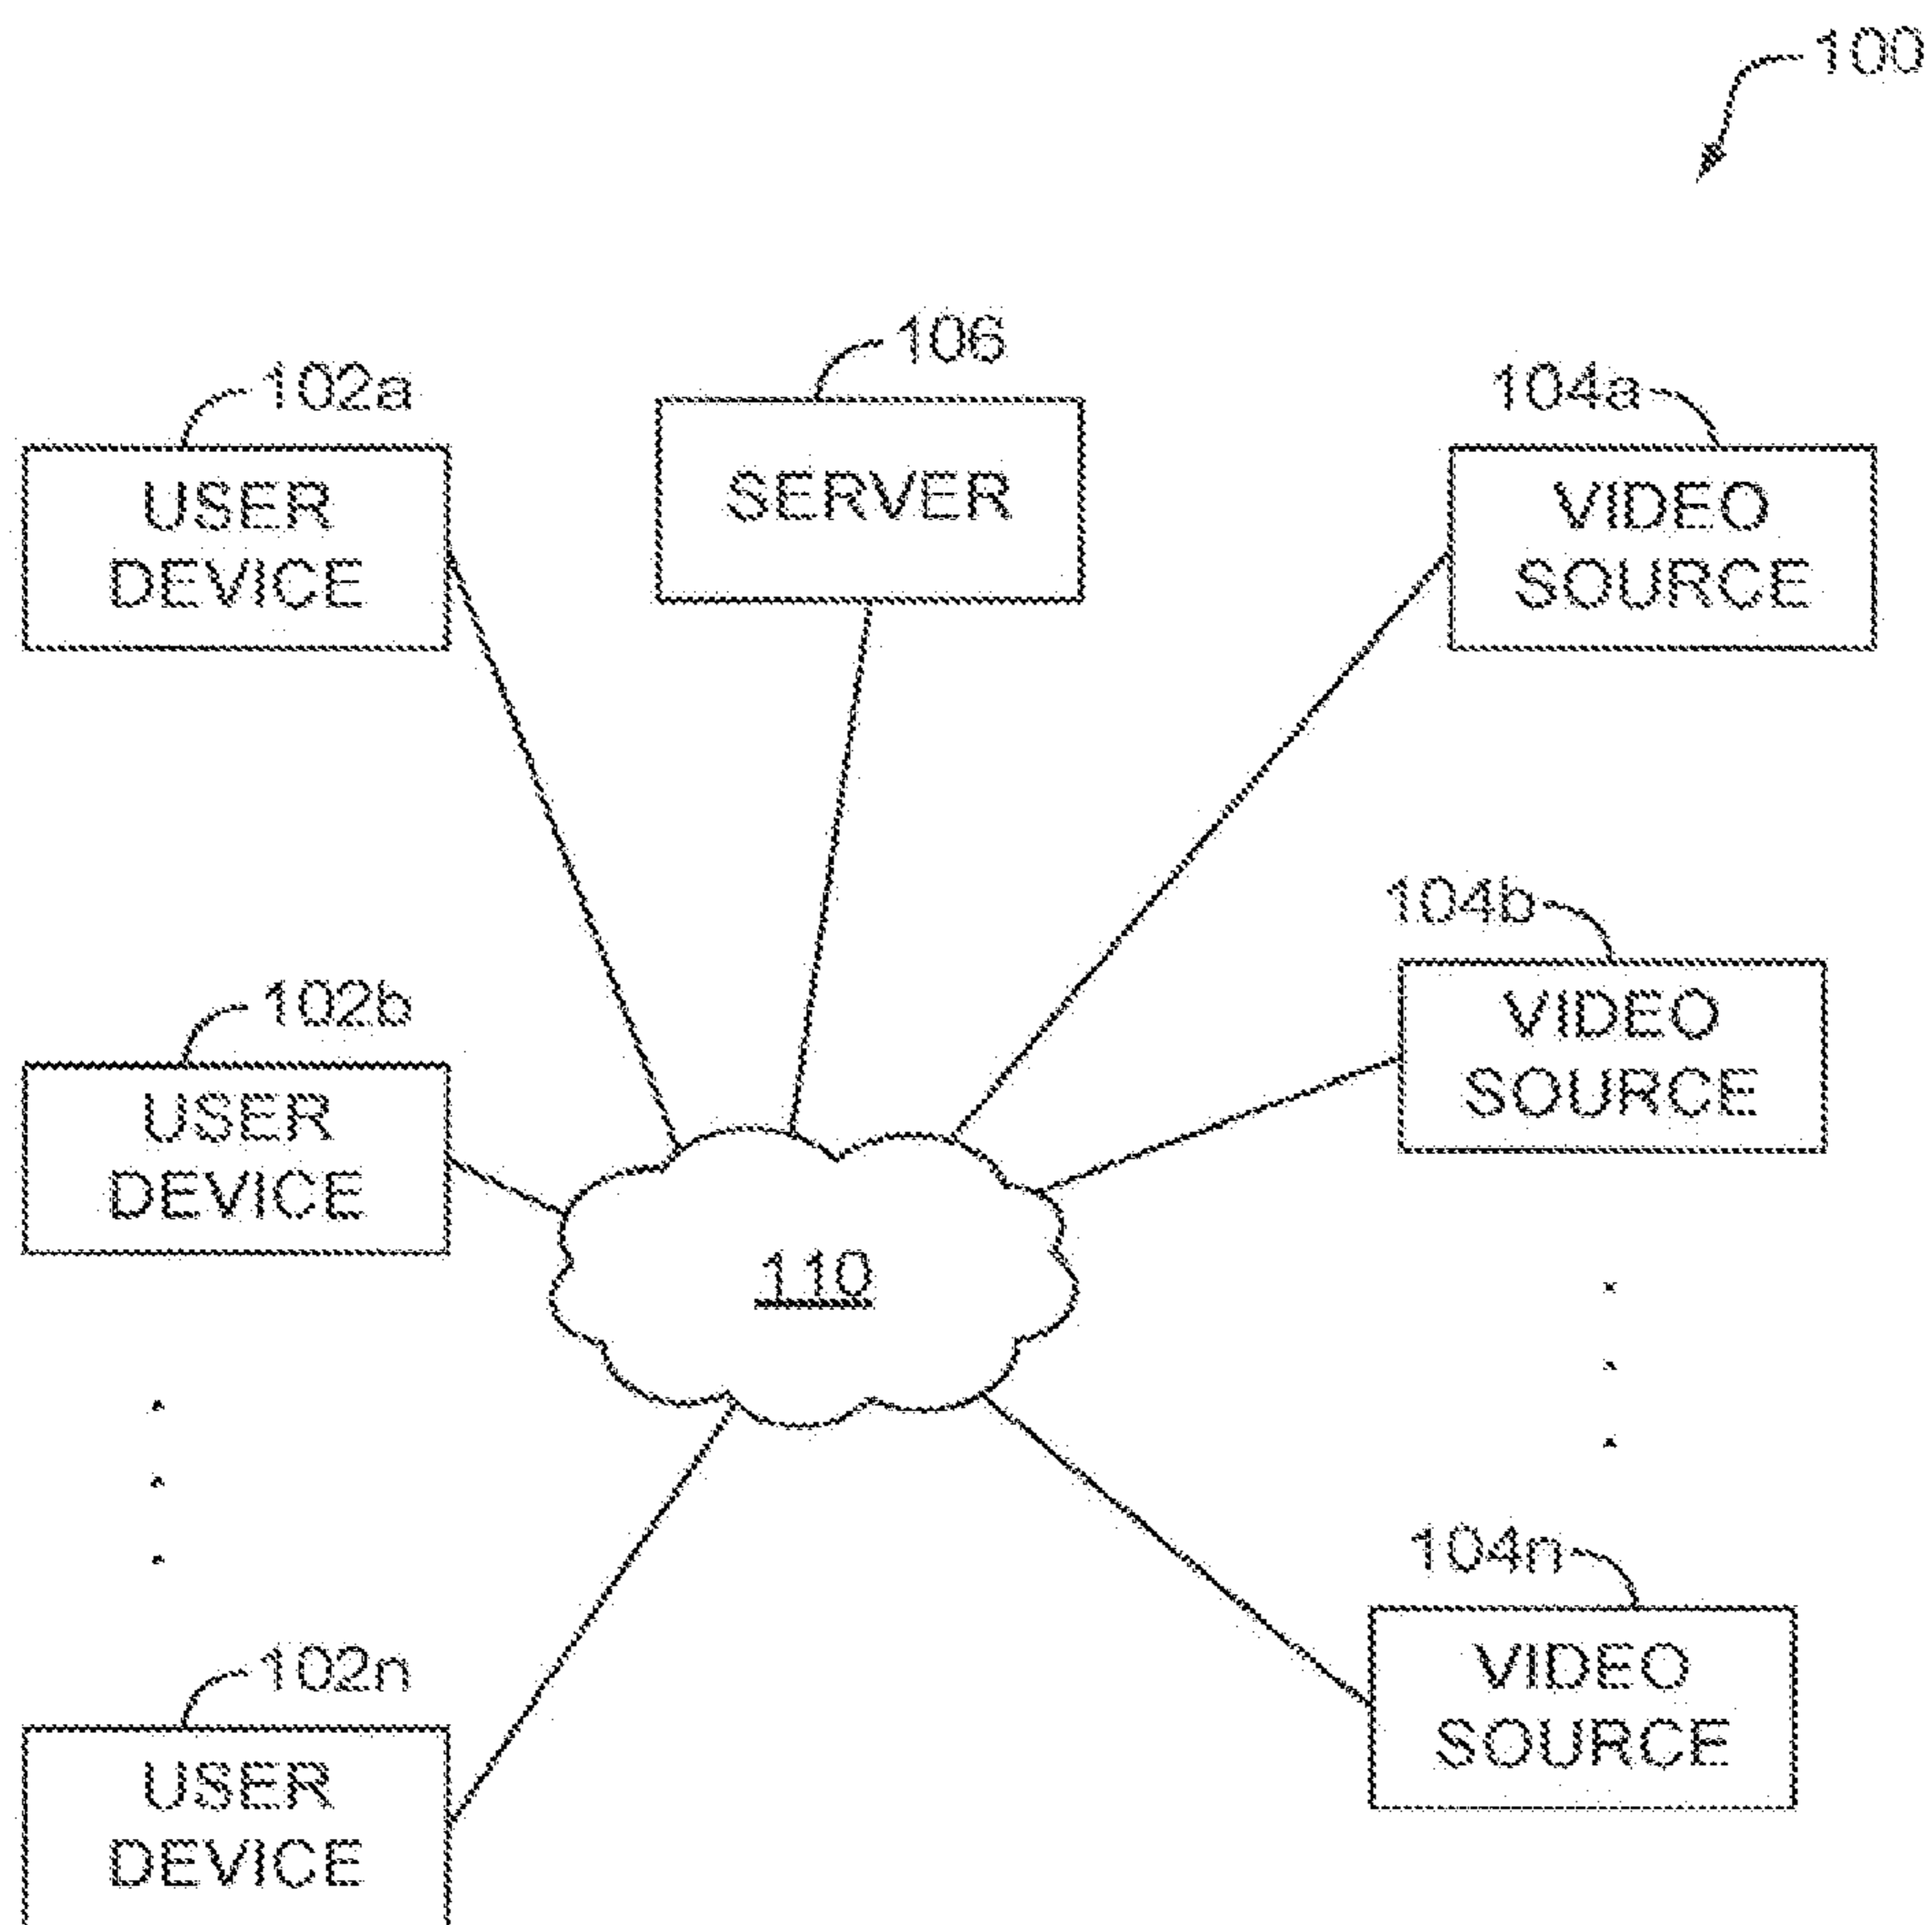 100
106
102a
104a
USER
DEVICE
SERVER
VIDEO
SOURCE
104b
102b
VIDEO
SOURCE
USER
DEVICE
110
104n
102n
VIDEO
SOURCE
USER
DEVICE